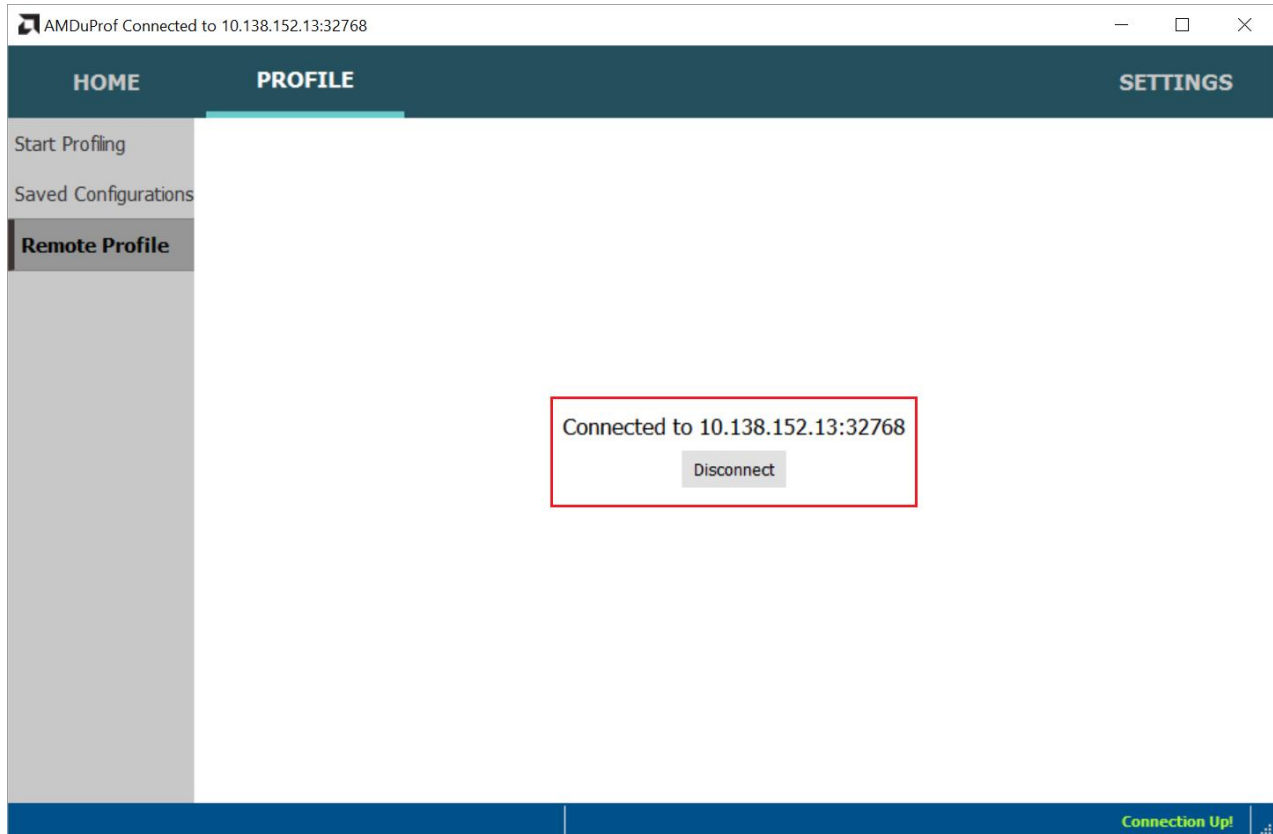 AMDuProf Connected to 10.138.152.13:32768
HOME
PROFILE
SETTINGS
Start Profiling
Saved Configurations
Remote Profile
Connected to 10.138.152.13:32768
Disconnect
Connection Up!